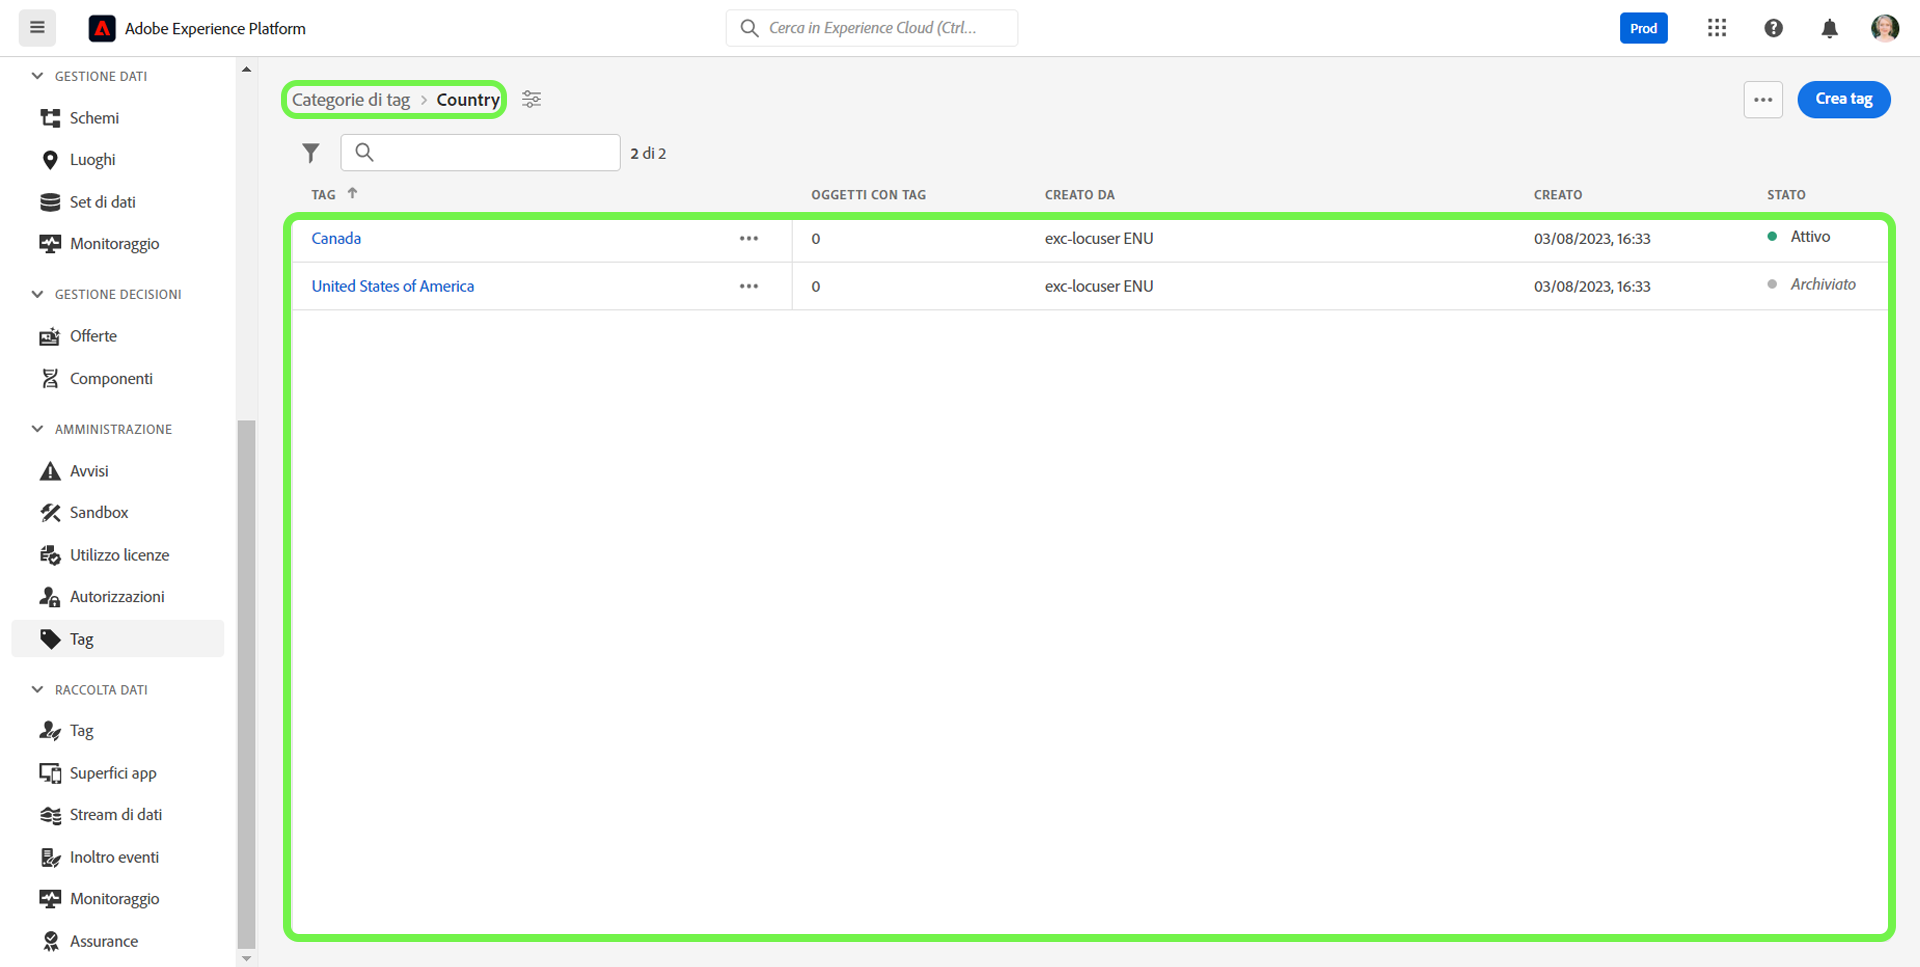 Adobe Experience Platform
Cerca in Experience Cloud (Ctrl...
Prod
GESTIONE DATI
Schemi
Luoghi
Set di dati
Monitoraggio
GESTIONE DECISIONI
Offerte
Componenti
AMMINISTRAZIONE
Avvisi
Sandbox
Utilizzo licenze
Autorizzazioni
Tag
RACCOLTA DATI
Tag
Superfici app
Stream di dati
Inoltro eventi
Monitoraggio
Assurance
Categorie di tag > Country
Crea tag
2 di 2
TAG OGGETTI CON TAG CREATO DA CREATO STATO
Canada 0 exc-locuser ENU 03/08/2023, 16:33 Attivo
United States of America 0 exc-locuser ENU 03/08/2023, 16:33 Archiviato